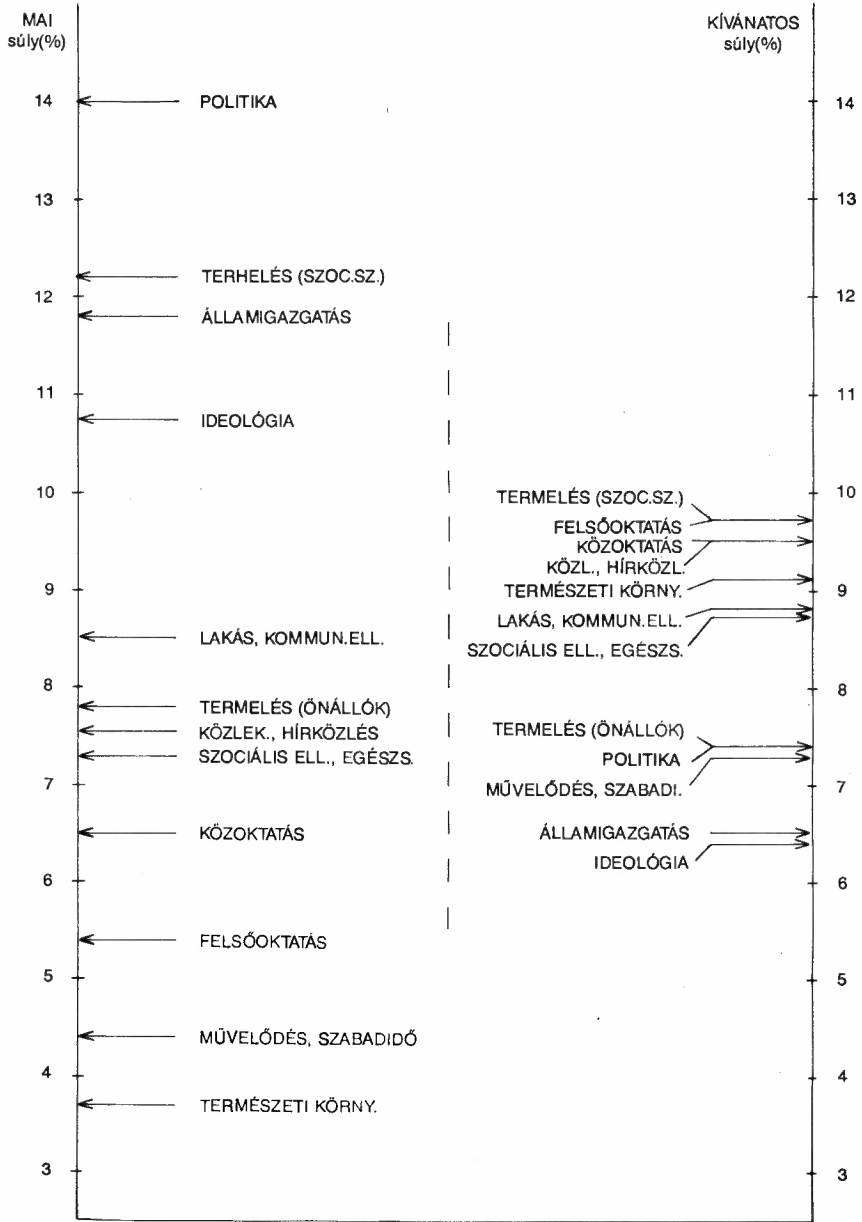 MAI
súly(%)
14
13
12
11
10
9
8
7
6
5
4
3
POLITIKA
TERHELÉS (SZOC.SZ.)
ÁLLAMIGAZGATÁS
IDEOLÓGIA
LAKÁS, KOMMUN.ELL.
TERMELÉS (ÖNÁLLÓK)
KÖZLEK., HÍRKÖZLÉS
SZOCIÁLIS ELL., EGÉSZS.
KÖZOKTATÁS
FELSŐOKTATÁS
MŰVELŐDÉS, SZABADIDŐ
TERMÉSZETI KÖRNY.
KÍVÁNATOS
súly(%)
TERMELÉS (SZOC.SZ.)
FELSŐOKTATÁS
KÖZOKTATÁS
KÖZL., HÍRKÖZL.
TERMÉSZETI KÖRNY.
LAKÁS, KOMMUN.ELL.
SZOCIÁLIS ELL., EGÉSZS.
TERMELÉS (ÖNÁLLÓK)
POLITIKA
MŰVELŐDÉS, SZABADI.
ÁLLAMIGAZGATÁS
IDEOLÓGIA
14
13
12
11
10
9
8
7
6
5
4
3